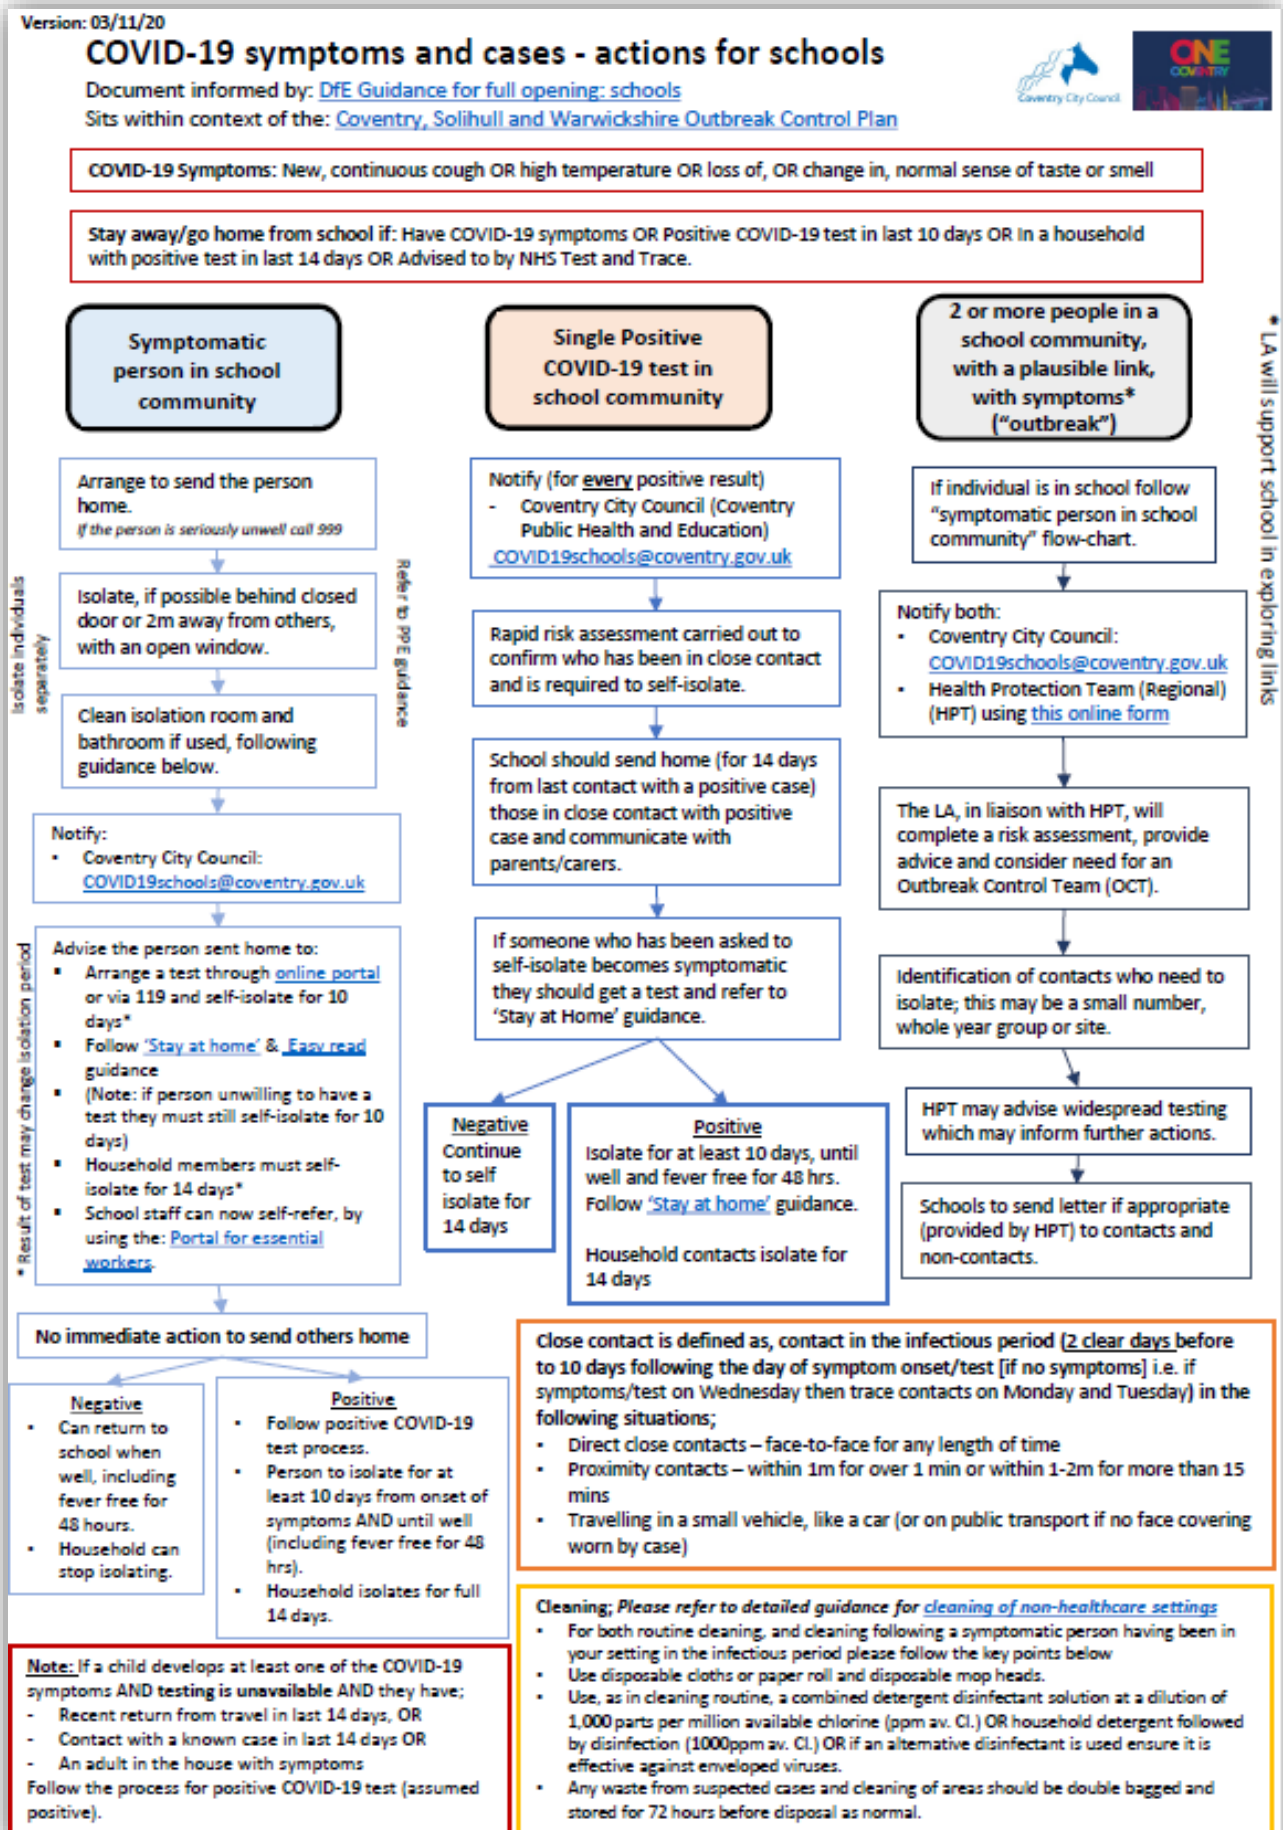 Version: 03/11/20
COVID-19 symptoms and cases - actions for schools
Document informed by: DfE Guidance for full opening: schools
Sits within context of the: Coventry, Solihull and Warwickshire Outbreak Control Plan
Coventry City Council
ONE
COVENTRY
COVID-19 Symptoms: New, continuous cough OR high temperature OR loss of, OR change in, normal sense of taste or smell
Stay away/go home from school if: Have COVID-19 symptoms OR Positive COVID-19 test in last 10 days OR In a household
with positive test in last 14 days OR Advised to by NHS Test and Trace.
Symptomatic
person in school
community
Arrange to send the person
home.
If the person is seriously unwell call 999
Isolate, if possible behind closed
door or 2m away from others,
with an open window.
Clean isolation room and
bathroom if used, following
guidance below.
Isolate individuals
separately
Refer to PPE guidance
Notify:
▪ Coventry City Council:
COVID19schools@coventry.gov.uk
Advise the person sent home to:
▪ Arrange a test through online portal
or via 119 and self-isolate for 10
days*
▪ Follow 'Stay at home' & Easy read
guidance
▪ (Note: if person unwilling to have a
test they must still self-isolate for 10
days)
▪ Household members must self-
isolate for 14 days*
▪ School staff can now self-refer, by
using the: Portal for essential
workers.
* Result of test may change isolation period
No immediate action to send others home
Negative
▪ Can return to
school when
well, including
fever free for
48 hours.
▪ Household can
stop isolating.
Positive
▪ Follow positive COVID-19
test process.
▪ Person to isolate for at
least 10 days from onset of
symptoms AND until well
(including fever free for 48
hrs).
▪ Household isolates for full
14 days.
Note: If a child develops at least one of the COVID-19
symptoms AND testing is unavailable AND they have;
- Recent return from travel in last 14 days, OR
- Contact with a known case in last 14 days OR
- An adult in the house with symptoms
Follow the process for positive COVID-19 test (assumed
positive).
Single Positive
COVID-19 test in
school community
Notify (for every positive result)
- Coventry City Council (Coventry
Public Health and Education)
COVID19schools@coventry.gov.uk
Rapid risk assessment carried out to
confirm who has been in close contact
and is required to self-isolate.
School should send home (for 14 days
from last contact with a positive case)
those in close contact with positive
case and communicate with
parents/carers.
If someone who has been asked to
self-isolate becomes symptomatic
they should get a test and refer to
'Stay at Home' guidance.
Negative
Continue
to self
isolate for
14 days
Positive
Isolate for at least 10 days, until
well and fever free for 48 hrs.
Follow 'Stay at home' guidance.
Household contacts isolate for
14 days
2 or more people in a
school community,
with a plausible link,
with symptoms*
("outbreak")
* LA will support school in exploring links
If individual is in school follow
"symptomatic person in school
community" flow-chart.
Notify both:
▪ Coventry City Council:
COVID19schools@coventry.gov.uk
▪ Health Protection Team (Regional)
(HPT) using this online form
The LA, in liaison with HPT, will
complete a risk assessment, provide
advice and consider need for an
Outbreak Control Team (OCT).
Identification of contacts who need to
isolate; this may be a small number,
whole year group or site.
HPT may advise widespread testing
which may inform further actions.
Schools to send letter if appropriate
(provided by HPT) to contacts and
non-contacts.
Close contact is defined as, contact in the infectious period (2 clear days before
to 10 days following the day of symptom onset/test [if no symptoms] i.e. if
symptoms/test on Wednesday then trace contacts on Monday and Tuesday) in the
following situations;
▪ Direct close contacts – face-to-face for any length of time
▪ Proximity contacts – within 1m for over 1 min or within 1-2m for more than 15
mins
▪ Travelling in a small vehicle, like a car (or on public transport if no face covering
worn by case)
Cleaning; Please refer to detailed guidance for cleaning of non-healthcare settings
▪ For both routine cleaning, and cleaning following a symptomatic person having been in
your setting in the infectious period please follow the key points below
▪ Use disposable cloths or paper roll and disposable mop heads.
▪ Use, as in cleaning routine, a combined detergent disinfectant solution at a dilution of
1,000 parts per million available chlorine (ppm av. Cl.) OR household detergent followed
by disinfection (1000ppm av. Cl.) OR if an alternative disinfectant is used ensure it is
effective against enveloped viruses.
▪ Any waste from suspected cases and cleaning of areas should be double bagged and
stored for 72 hours before disposal as normal.